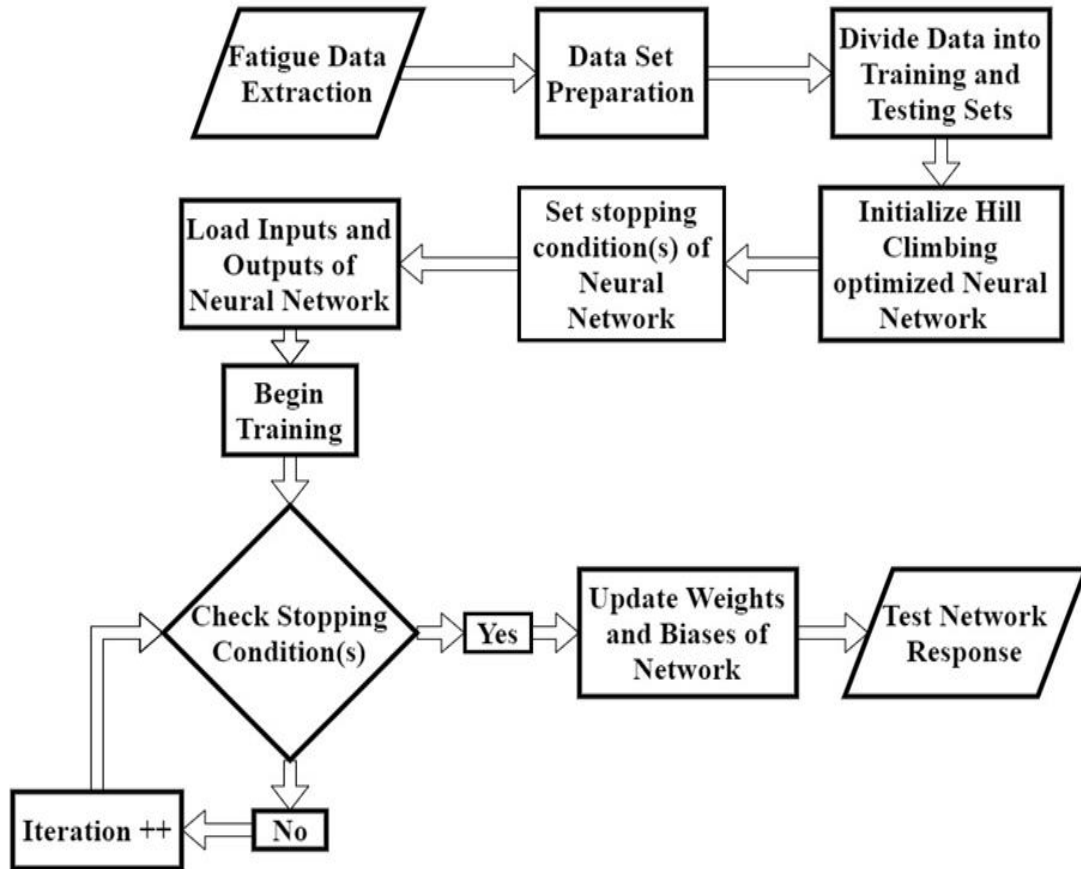 Fatigue Data
Extraction
Data Set
Preparation
Divide Data into
Training and
Testing Sets
Initialize Hill
Climbing
optimized Neural
Network
Set stopping
condition(s) of
Neural
Network
Load Inputs and
Outputs of
Neural Network
Begin
Training
Check Stopping
Condition(s)
Yes
Update Weights
and Biases of
Network
Test Network
Response
No
Iteration ++